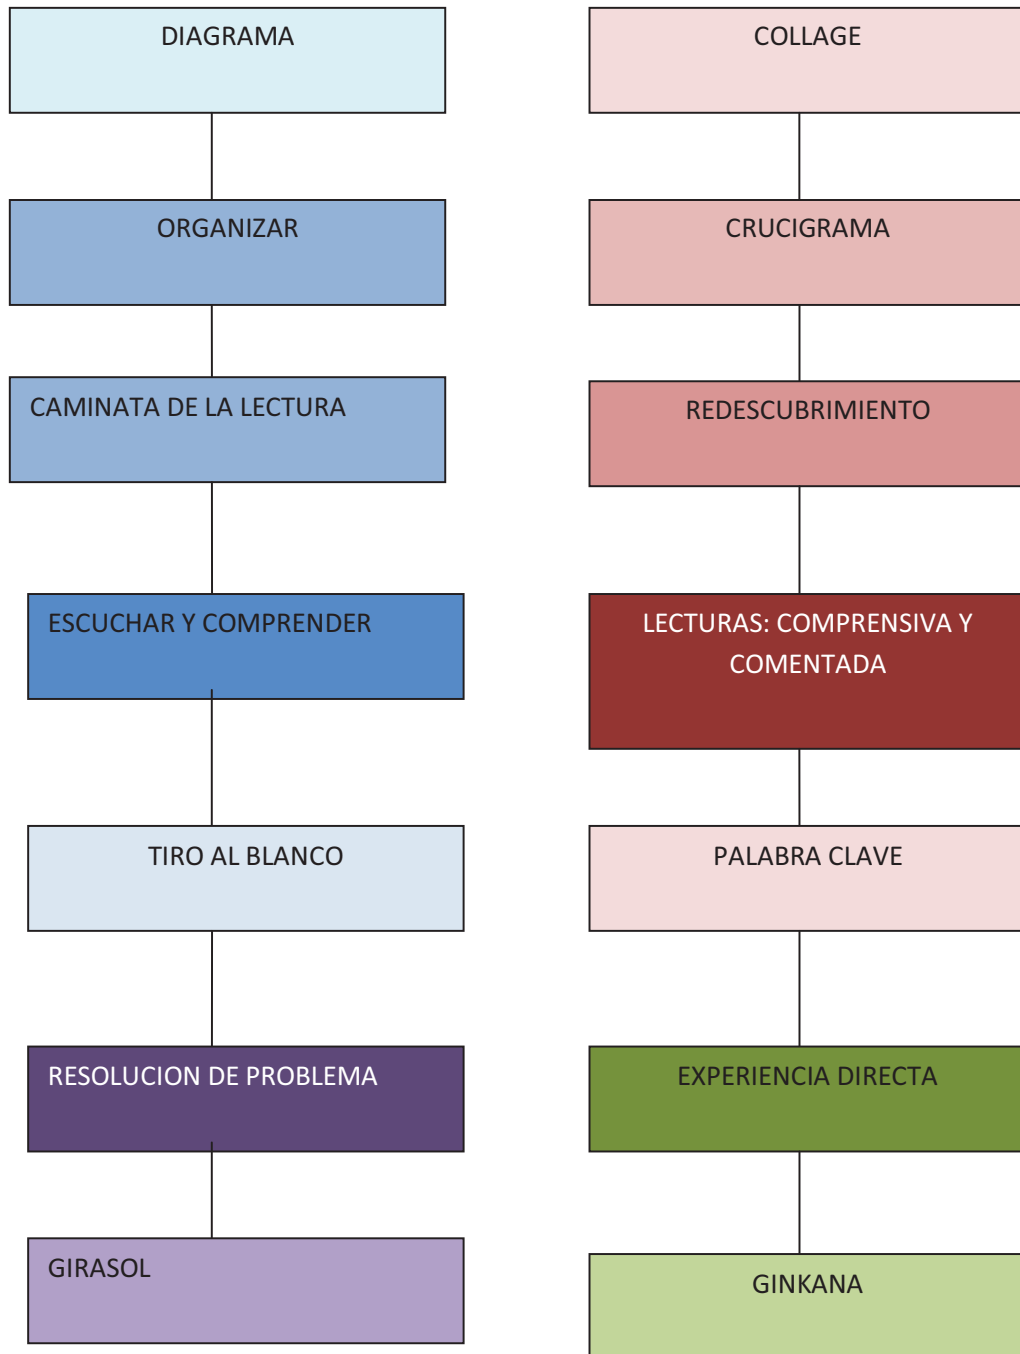 DIAGRAMA
ORGANIZAR
CAMINATA DE LA LECTURA
ESCUCHAR Y COMPRENDER
TIRO AL BLANCO
RESOLUCION DE PROBLEMA
GIRASOL
COLLAGE
CRUCIGRAMA
REDESCUBRIMIENTO
LECTURAS: COMPRENSIVA Y
COMENTADA
PALABRA CLAVE
EXPERIENCIA DIRECTA
GINKANA